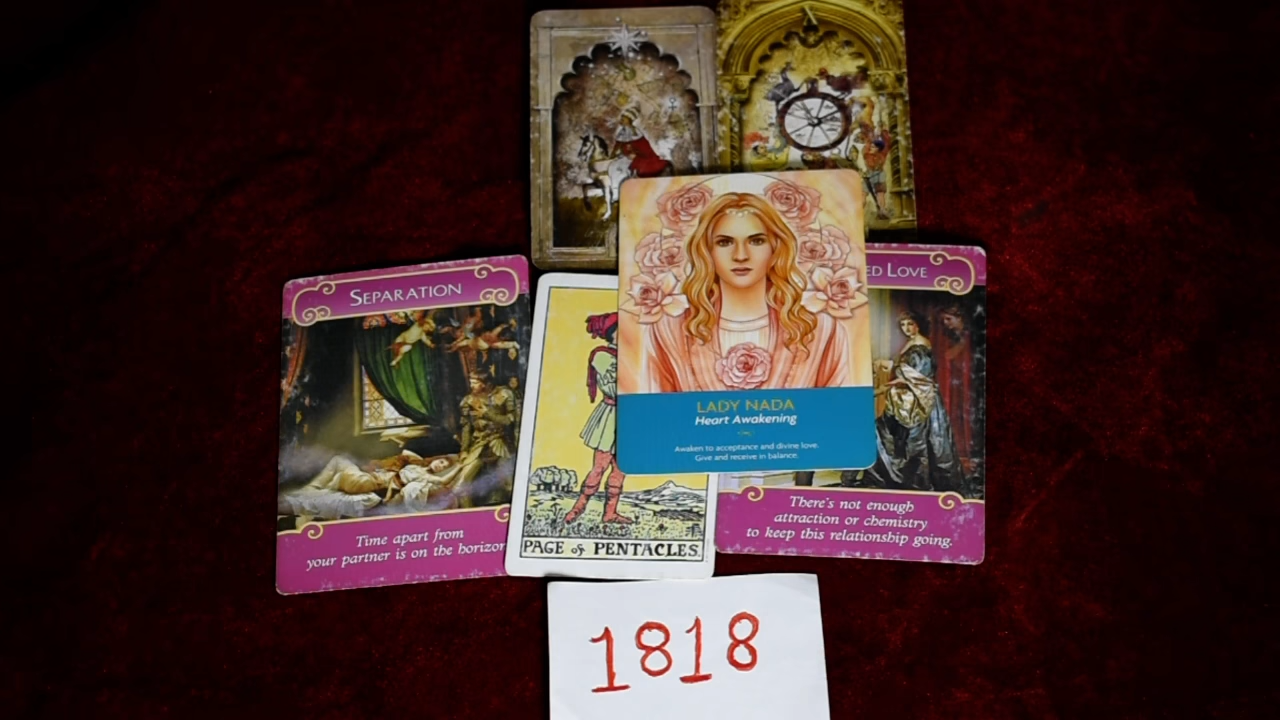 SEPARATION
ED LOVE
LADY NADA
Heart Awakening
Awaken to acceptance and divine love.
Give and receive in balance.
Time apart from
your partner is on the horizon
There's not enough
attraction or chemistry
to keep this relationship going.
PAGE of PENTACLES.
1818